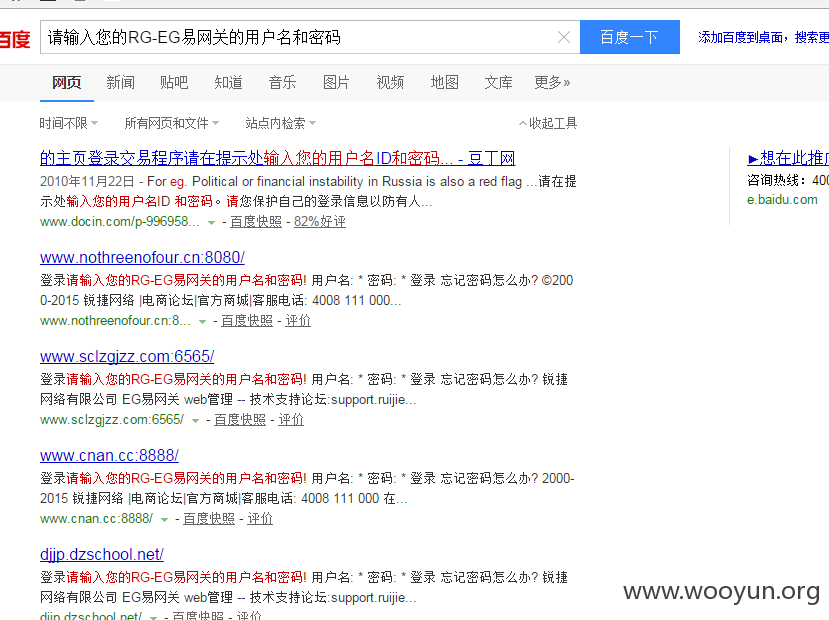 百度 请输入您的RG-EG易网关的用户名和密码 百度一下 添加百度到桌面，搜索更
网页 新闻 贴吧 知道 音乐 图片 视频 地图 文库 更多»
时间不限 所有网页和文件 站点内检索 收起工具
的主页登录交易程序请在提示处输入您的用户名ID和密码... - 豆丁网
2010年11月22日 - For eg. Political or financial instability in Russia is also a red flag ...请在提
示处输入您的用户名ID 和密码。请您保护自己的登录信息以防有人...
www.docin.com/p-996958... - 百度快照 - 82%好评
►想在此推广
咨询热线：400
e.baidu.com
www.nothreenofour.cn:8080/
登录请输入您的RG-EG易网关的用户名和密码! 用户名: * 密码: * 登录 忘记密码怎么办? ©200
0-2015 锐捷网络 |电商论坛|官方商城|客服电话: 4008 111 000...
www.nothreenofour.cn:8... - 百度快照 - 评价
www.sclzgjzz.com:6565/
登录请输入您的RG-EG易网关的用户名和密码! 用户名: * 密码: * 登录 忘记密码怎么办? 锐捷
网络有限公司 EG易网关 web管理 -- 技术支持论坛:support.ruijie...
www.sclzgjzz.com:6565/ - 百度快照 - 评价
www.cnan.cc:8888/
登录请输入您的RG-EG易网关的用户名和密码! 用户名: * 密码: * 登录 忘记密码怎么办? 2000-
2015 锐捷网络 |电商论坛|官方商城|客服电话: 4008 111 000 在...
www.cnan.cc:8888/ - 百度快照 - 评价
djjp.dzschool.net/
登录请输入您的RG-EG易网关的用户名和密码! 用户名: * 密码: * 登录 忘记密码怎么办? 锐捷
网络有限公司 EG易网关 web管理 -- 技术支持论坛:support.ruijie...
djjp.dzschool.net/ - 百度快照 - 评价
www.wooyun.org